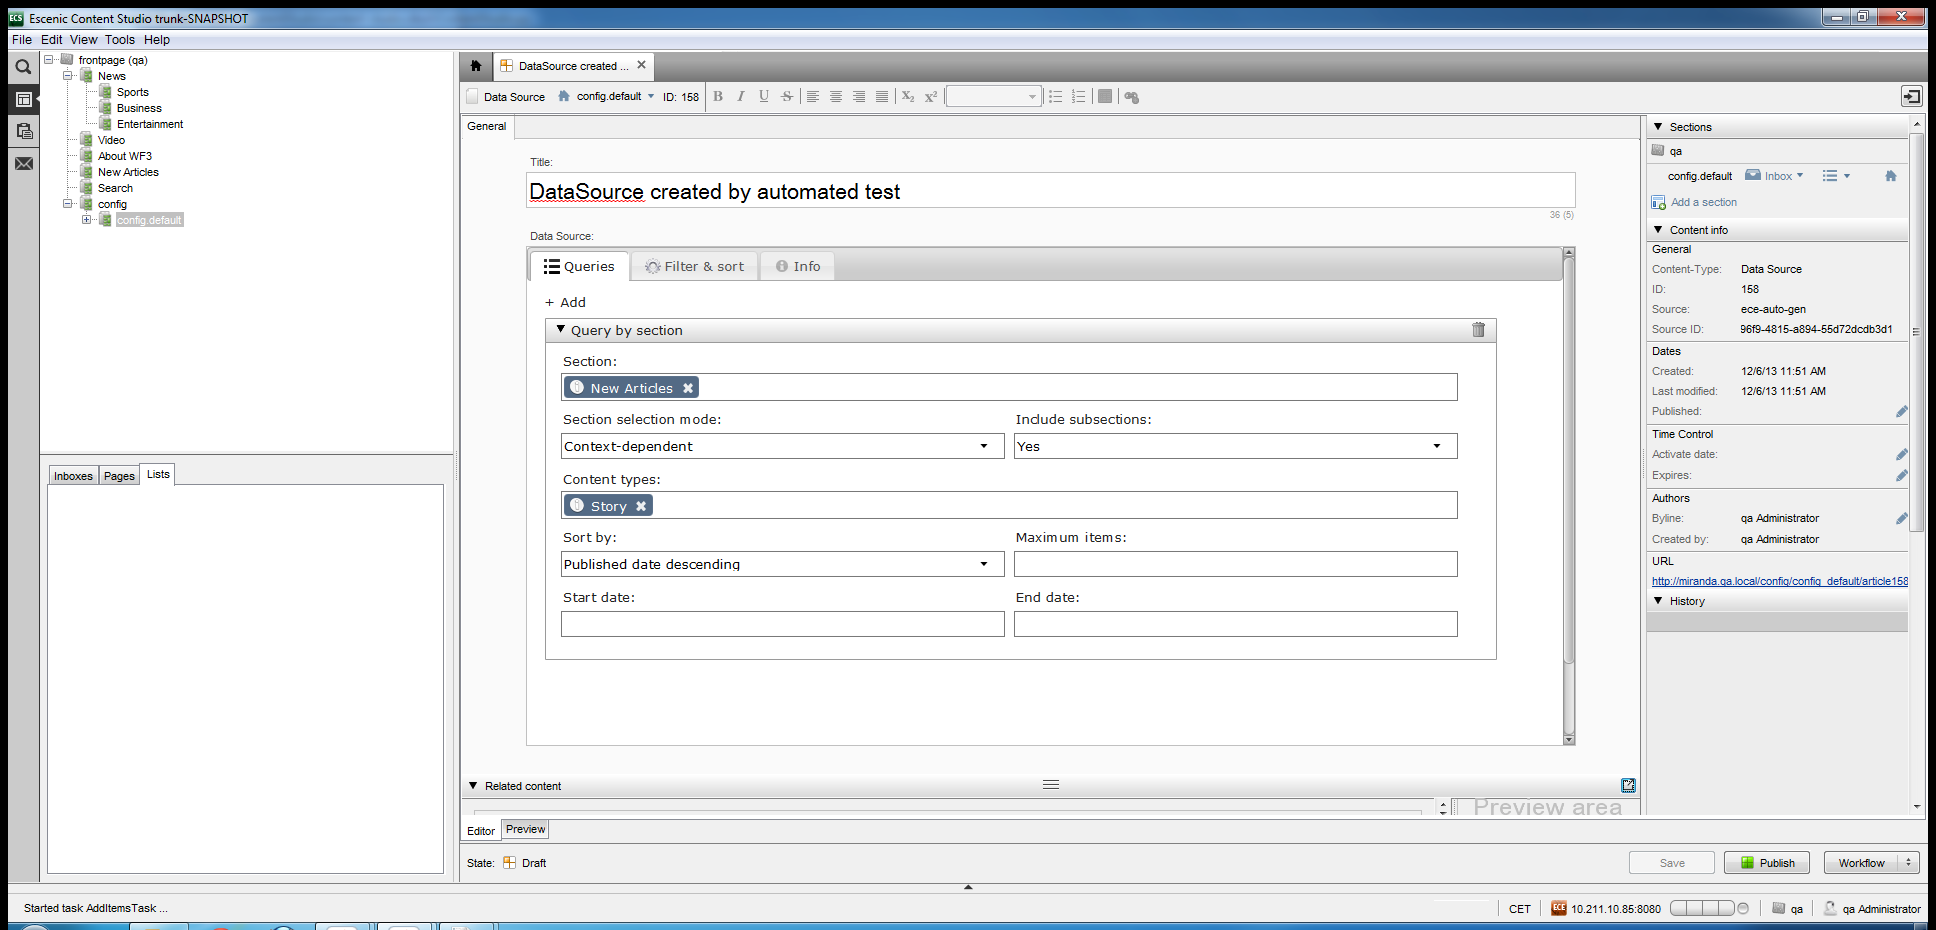 Escenic Content Studio trunk-SNAPSHOT
File Edit View Tools Help
frontpage (qa)
News
Sports
Business
Entertainment
Video
About WF3
New Articles
Search
config
config.default
Inboxes Pages Lists
DataSource created ...
Data Source config.default ID: 158 B I U S X₂ x²
General
Title:
DataSource created by automated test
36 (5)
Data Source:
Queries Filter & sort Info
+ Add
Query by section
Section:
New Articles
Section selection mode: Include subsections:
Context-dependent Yes
Content types:
Story
Sort by: Maximum items:
Published date descending
Start date: End date:
Related content
Preview area
Editor Preview
State: Draft
Save Publish Workflow
Sections
qa
config.default Inbox
Add a section
Content info
General
Content-Type: Data Source
ID: 158
Source: ece-auto-gen
Source ID: 96f9-4815-a894-55d72dcdb3d1
Dates
Created: 12/6/13 11:51 AM
Last modified: 12/6/13 11:51 AM
Published:
Time Control
Activate date:
Expires:
Authors
Byline: qa Administrator
Created by: qa Administrator
URL
http://miranda.qa.local/config/config_default/article158
History
Started task AddItemsTask ...
CET ECE 10.211.10.85:8080 qa qa Administrator